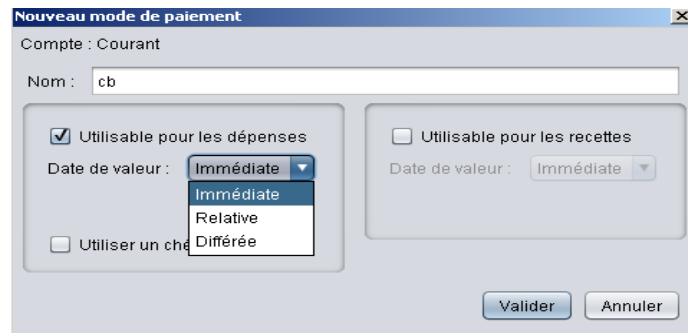 Nouveau mode de paiement
Compte : Courant
Nom : cb
Utilisable pour les dépenses
Date de valeur : Immédiate
Immédiate
Relative
Différée
Utiliser un
Utilisable pour les recettes
Date de valeur : Immédiate
Valider Annuler